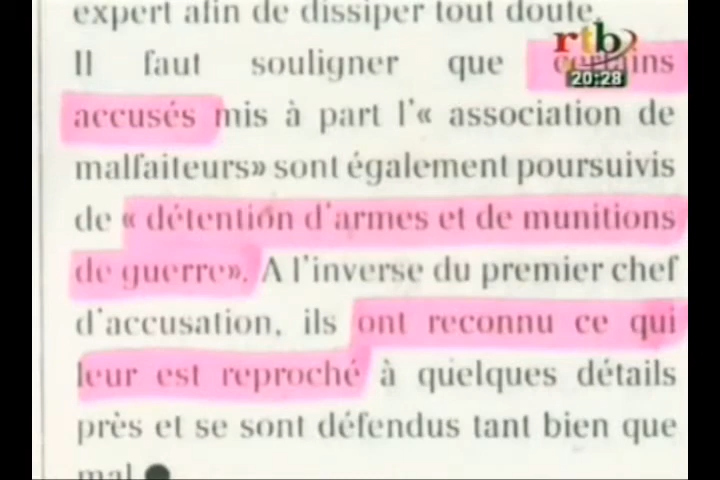 expert afin de dissiper tout doute.
Il faut souligner que certains
accusés mis à part l'« association de
malfaiteurs» sont également poursuivis
de « détention d'armes et de munitions
de guerre». A l'inverse du premier chef
d'accusation, ils ont reconnu ce qui
leur est reproché à quelques détails
près et se sont défendus tant bien que
mal
rtb
20:28